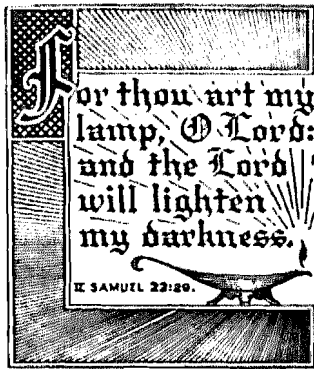 For thou art my
lamp, O Lord:
and the Lord
will lighten
my darkness.
II SAMUEL 22:29.